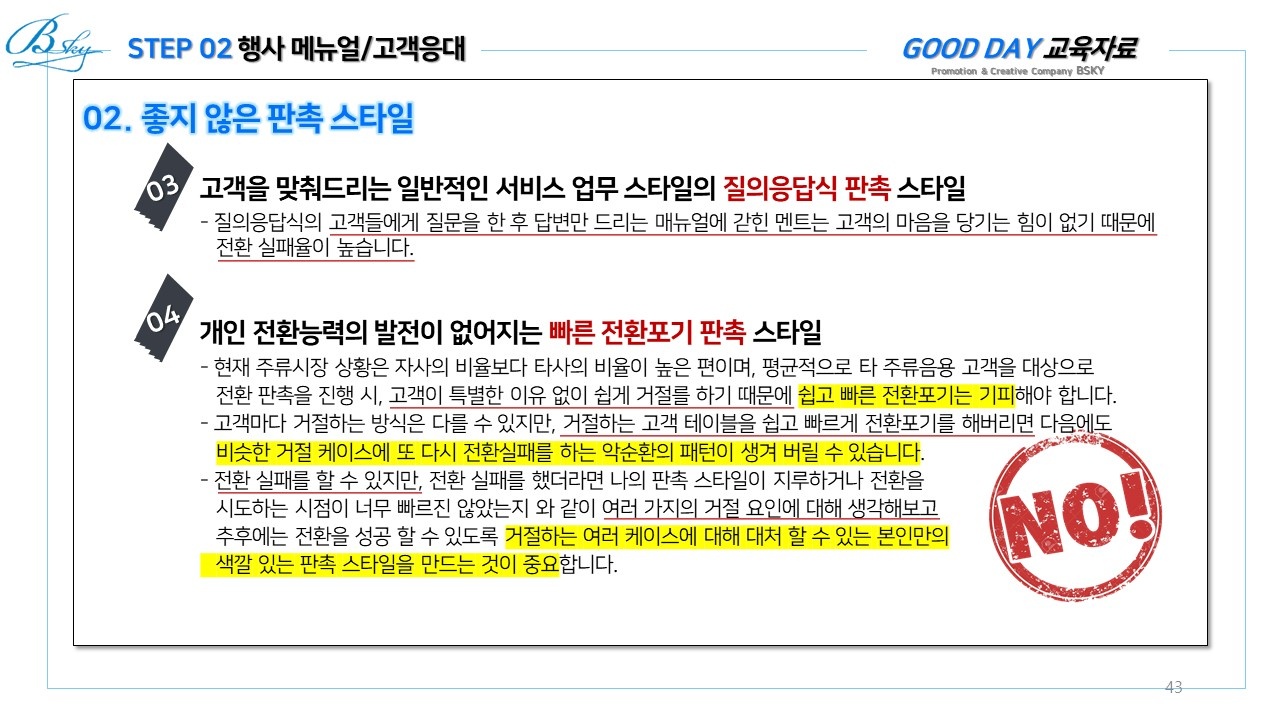 Bsky
STEP 02 행사 메뉴얼/고객응대
GOOD DAY 교육자료
Promotion & Creative Company BSKY
02. 좋지 않은 판촉 스타일
03
고객을 맞춰드리는 일반적인 서비스 업무 스타일의 질의응답식 판촉 스타일
- 질의응답식의 고객들에게 질문을 한 후 답변만 드리는 매뉴얼에 갇힌 멘트는 고객의 마음을 당기는 힘이 없기 때문에
전환 실패율이 높습니다.
04
개인 전환능력의 발전이 없어지는 빠른 전환포기 판촉 스타일
- 현재 주류시장 상황은 자사의 비율보다 타사의 비율이 높은 편이며, 평균적으로 타 주류음용 고객을 대상으로
전환 판촉을 진행 시, 고객이 특별한 이유 없이 쉽게 거절를 하기 때문에 쉽고 빠른 전환포기는 기피해야 합니다.
- 고객마다 거절하는 방식은 다를 수 있지만, 거절하는 고객 테이블을 쉽고 빠르게 전환포기를 해버리면 다음에도
비슷한 거절 케이스에 또 다시 전환실패를 하는 악순환의 패턴이 생겨 버릴 수 있습니다.
- 전환 실패를 할 수 있지만, 전환 실패를 했더라면 나의 판촉 스타일이 지루하거나 전환을
시도하는 시점이 너무 빠르진 않았는지 와 같이 여러 가지의 거절 요인에 대해 생각해보고
추후에는 전환을 성공 할 수 있도록 거절하는 여러 케이스에 대해 대처 할 수 있는 본인만의
색깔 있는 판촉 스타일을 만드는 것이 중요합니다.
NO!
43